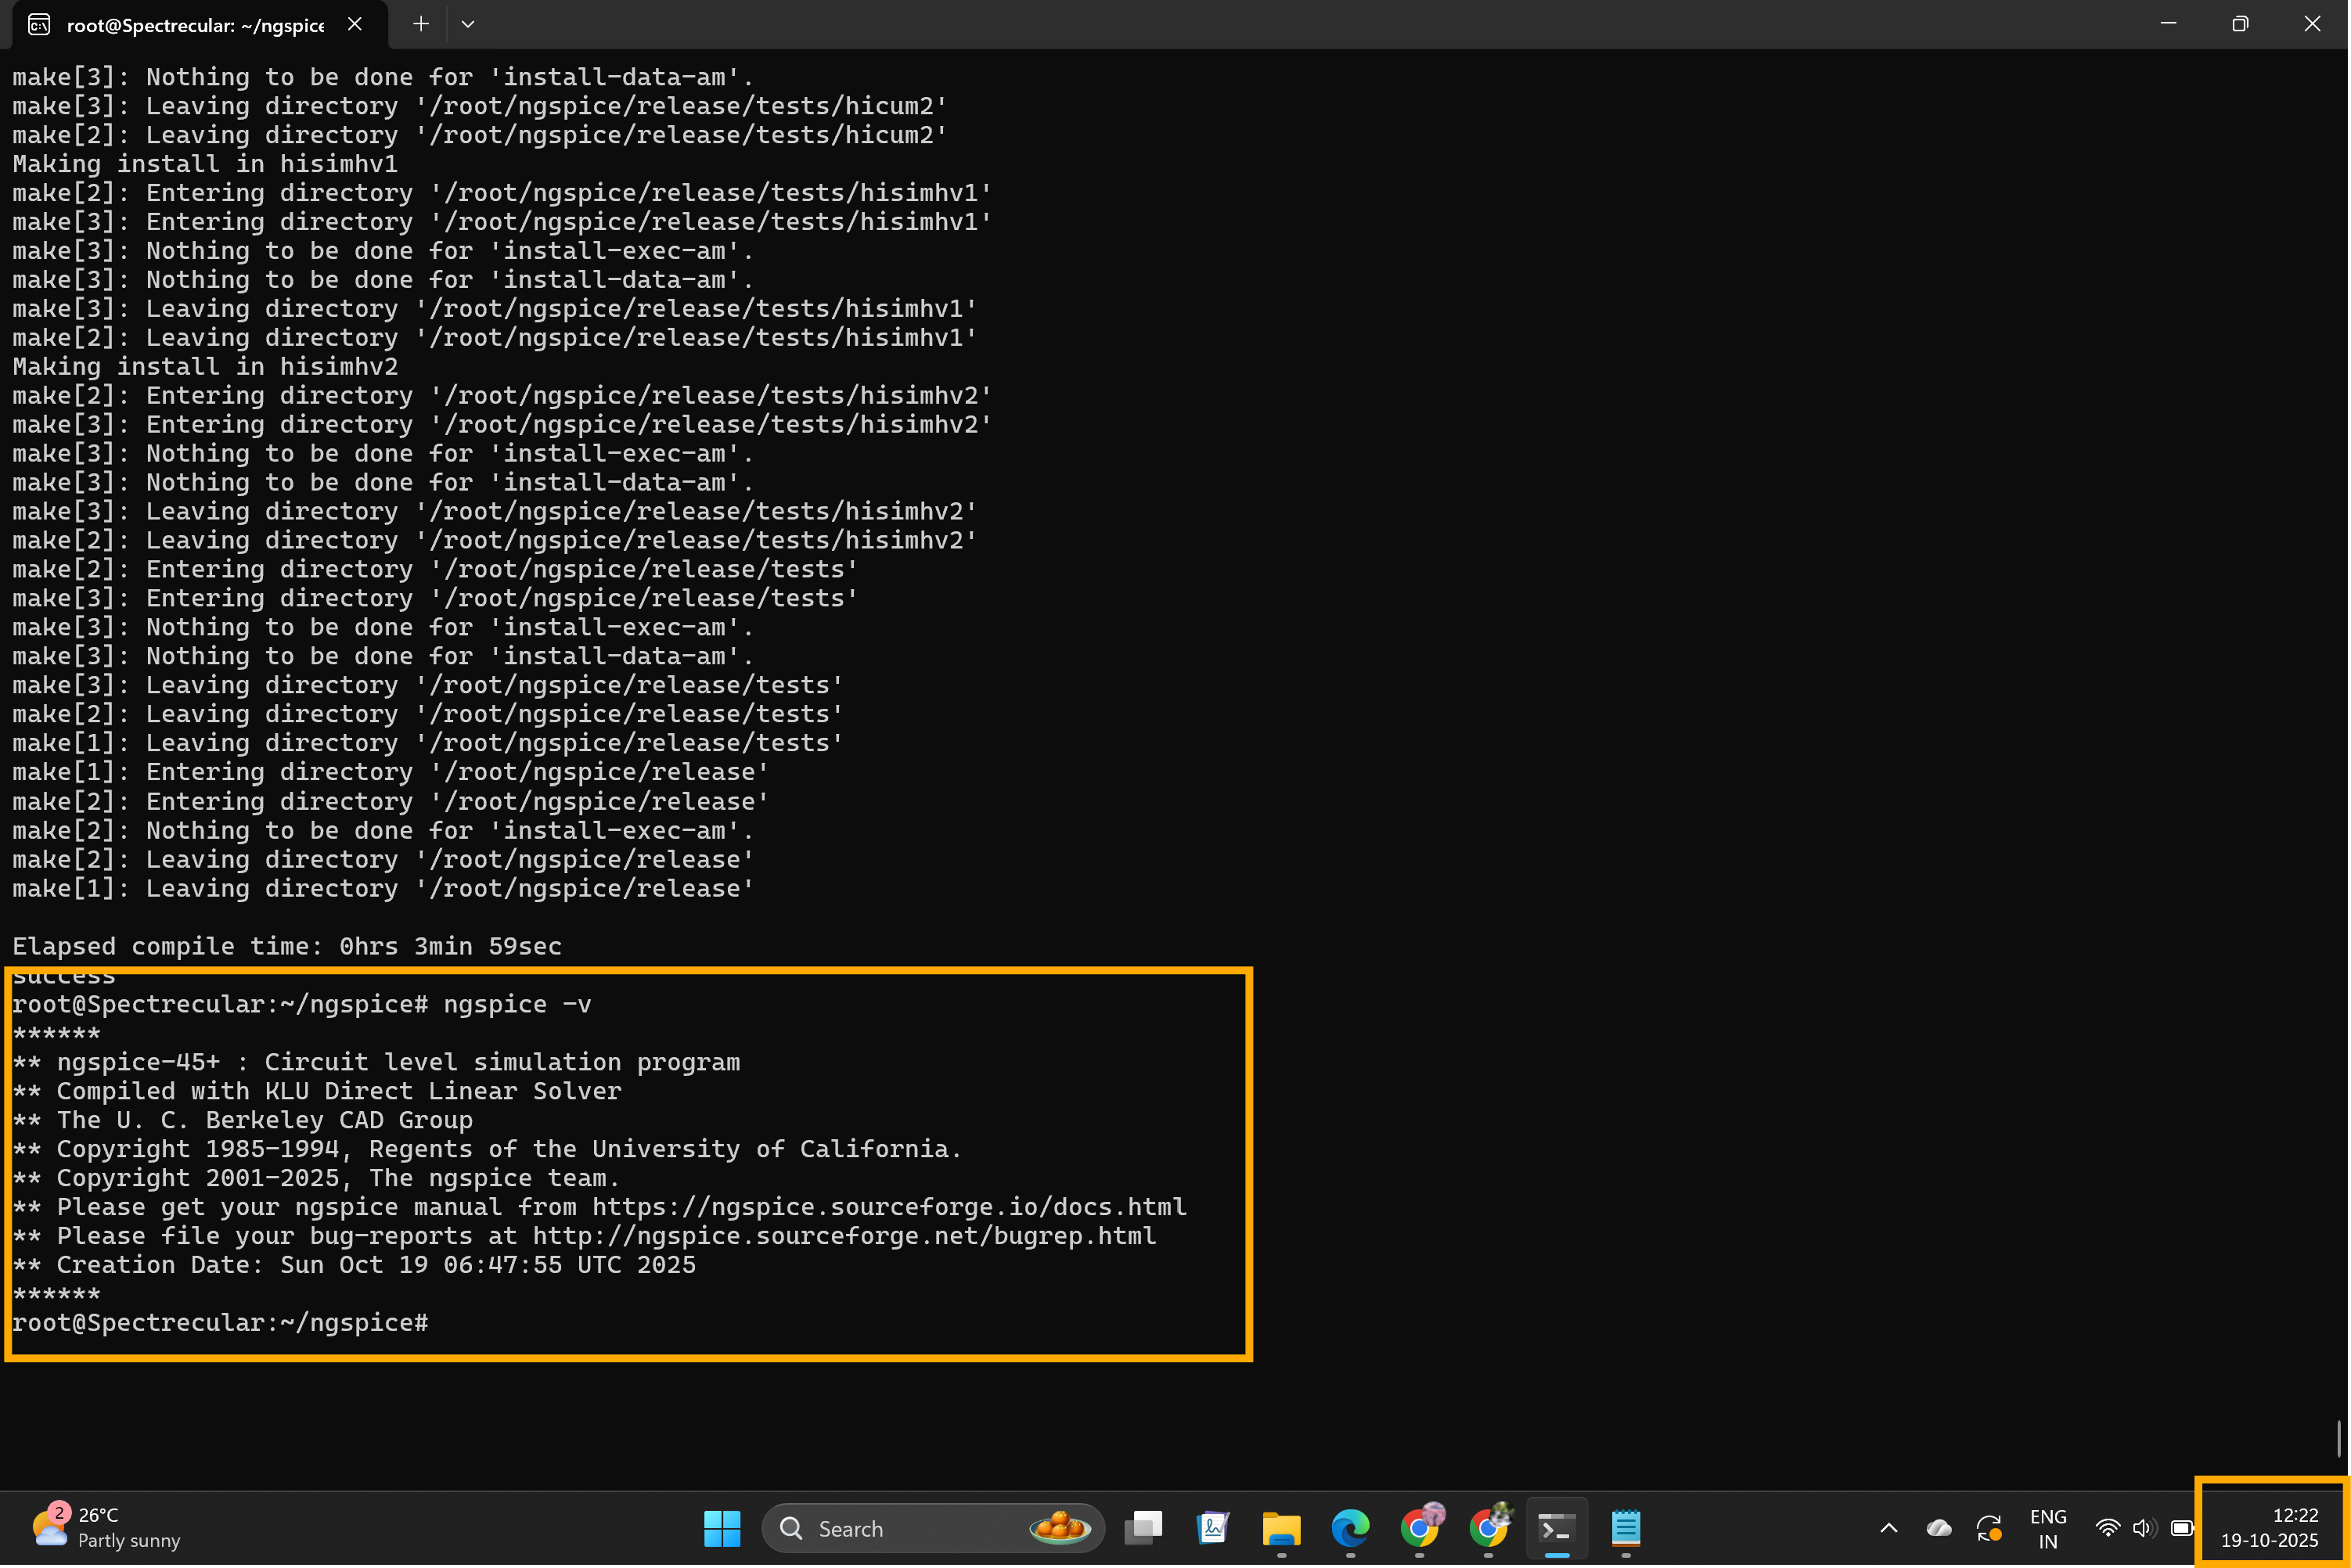 root@Spectrecular: ~/ngspice
make[3]: Nothing to be done for 'install-data-am'.
make[3]: Leaving directory '/root/ngspice/release/tests/hicum2'
make[2]: Leaving directory '/root/ngspice/release/tests/hicum2'
Making install in hisimhv1
make[2]: Entering directory '/root/ngspice/release/tests/hisimhv1'
make[3]: Entering directory '/root/ngspice/release/tests/hisimhv1'
make[3]: Nothing to be done for 'install-exec-am'.
make[3]: Nothing to be done for 'install-data-am'.
make[3]: Leaving directory '/root/ngspice/release/tests/hisimhv1'
make[2]: Leaving directory '/root/ngspice/release/tests/hisimhv1'
Making install in hisimhv2
make[2]: Entering directory '/root/ngspice/release/tests/hisimhv2'
make[3]: Entering directory '/root/ngspice/release/tests/hisimhv2'
make[3]: Nothing to be done for 'install-exec-am'.
make[3]: Nothing to be done for 'install-data-am'.
make[3]: Leaving directory '/root/ngspice/release/tests/hisimhv2'
make[2]: Leaving directory '/root/ngspice/release/tests/hisimhv2'
make[2]: Entering directory '/root/ngspice/release/tests'
make[3]: Entering directory '/root/ngspice/release/tests'
make[3]: Nothing to be done for 'install-exec-am'.
make[3]: Nothing to be done for 'install-data-am'.
make[3]: Leaving directory '/root/ngspice/release/tests'
make[2]: Leaving directory '/root/ngspice/release/tests'
make[1]: Leaving directory '/root/ngspice/release/tests'
make[1]: Entering directory '/root/ngspice/release'
make[2]: Entering directory '/root/ngspice/release'
make[2]: Nothing to be done for 'install-exec-am'.
make[2]: Leaving directory '/root/ngspice/release'
make[1]: Leaving directory '/root/ngspice/release'
Elapsed compile time: 0hrs 3min 59sec
success
root@Spectrecular:~/ngspice# ngspice -v
******
** ngspice-45+ : Circuit level simulation program
** Compiled with KLU Direct Linear Solver
** The U. C. Berkeley CAD Group
** Copyright 1985-1994, Regents of the University of California.
** Copyright 2001-2025, The ngspice team.
** Please get your ngspice manual from https://ngspice.sourceforge.io/docs.html
** Please file your bug-reports at http://ngspice.sourceforge.net/bugrep.html
** Creation Date: Sun Oct 19 06:47:55 UTC 2025
******
root@Spectrecular:~/ngspice#
2
26°C
Partly sunny
Search
ENG
IN
12:22
19-10-2025